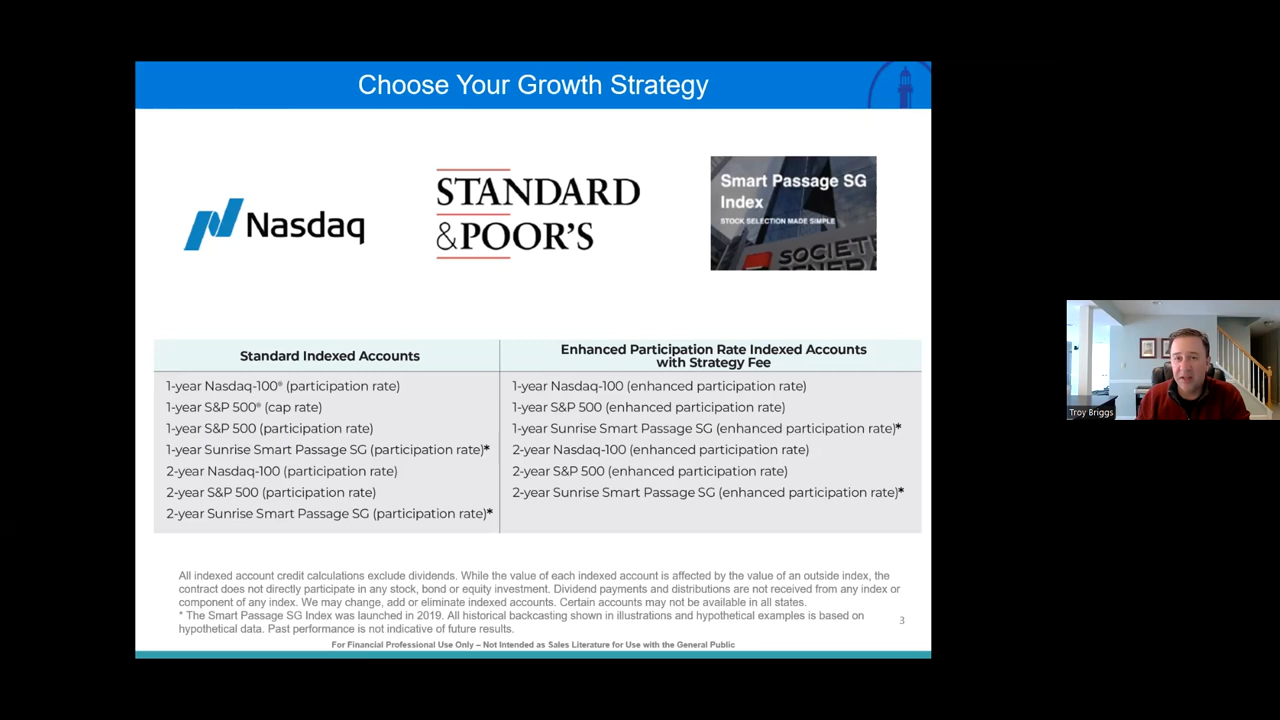 Choose Your Growth Strategy
Nasdaq
STANDARD
&POOR'S
Smart Passage SG
Index
STOCK SELECTION MADE SIMPLE
SOCIETE
Standard Indexed Accounts
1-year Nasdaq-100® (participation rate)
1-year S&P 500® (cap rate)
1-year S&P 500 (participation rate)
1-year Sunrise Smart Passage SG (participation rate)*
2-year Nasdaq-100 (participation rate)
2-year S&P 500 (participation rate)
2-year Sunrise Smart Passage SG (participation rate)*
Enhanced Participation Rate Indexed Accounts
with Strategy Fee
1-year Nasdaq-100 (enhanced participation rate)
1-year S&P 500 (enhanced participation rate)
1-year Sunrise Smart Passage SG (enhanced participation rate)*
2-year Nasdaq-100 (enhanced participation rate)
2-year S&P 500 (enhanced participation rate)
2-year Sunrise Smart Passage SG (enhanced participation rate)*
All indexed account credit calculations exclude dividends. While the value of each indexed account is affected by the value of an outside index, the
contract does not directly participate in any stock, bond or equity investment. Dividend payments and distributions are not received from any index or
component of any index. We may change, add or eliminate indexed accounts. Certain accounts may not be available in all states.
* The Smart Passage SG Index was launched in 2019. All historical backcasting shown in illustrations and hypothetical examples is based on
hypothetical data. Past performance is not indicative of future results.
3
For Financial Professional Use Only – Not Intended as Sales Literature for Use with the General Public
Troy Briggs